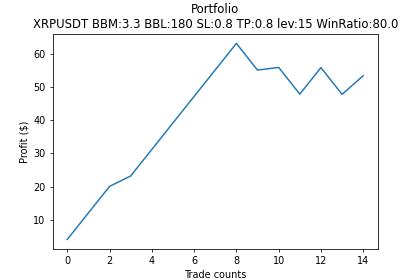 Portfolio
XRPUSDT BBM:3.3 BBL:180 SL:0.8 TP:0.8 lev:15 WinRatio:80.0
60
50
40
30
20
10
Profit ($)
0 2 4 6 8 10 12 14
Trade counts